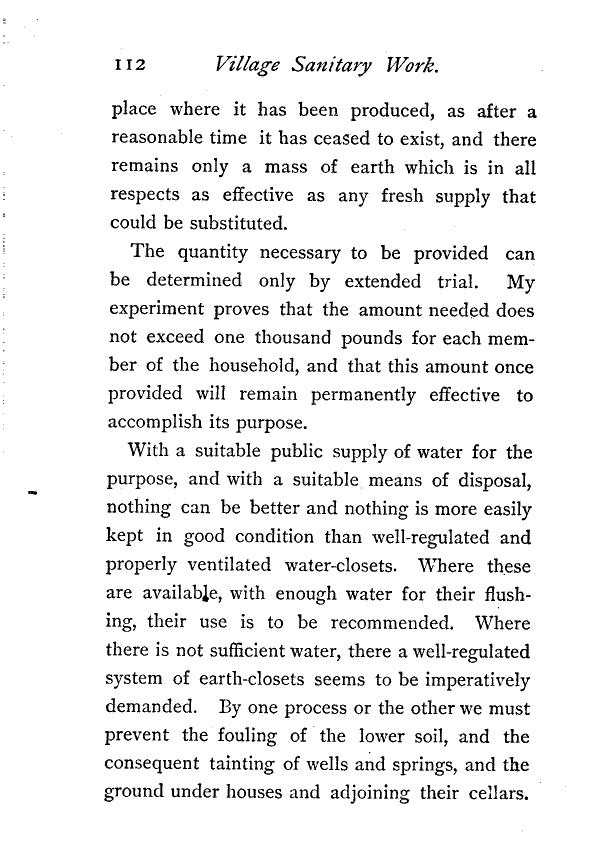 112 Village Sanitary Work.
place where it has been produced, as after a
reasonable time it has ceased to exist, and there
remains only a mass of earth which is in all
respects as effective as any fresh supply that
could be substituted.
The quantity necessary to be provided can
be determined only by extended trial. My
experiment proves that the amount needed does
not exceed one thousand pounds for each mem-
ber of the household, and that this amount once
provided will remain permanently effective to
accomplish its purpose.
With a suitable public supply of water for the
purpose, and with a suitable means of disposal,
nothing can be better and nothing is more easily
kept in good condition than well-regulated and
properly ventilated water-closets. Where these
are available, with enough water for their flush-
ing, their use is to be recommended. Where
there is not sufficient water, there a well-regulated
system of earth-closets seems to be imperatively
demanded. By one process or the other we must
prevent the fouling of the lower soil, and the
consequent tainting of wells and springs, and the
ground under houses and adjoining their cellars.